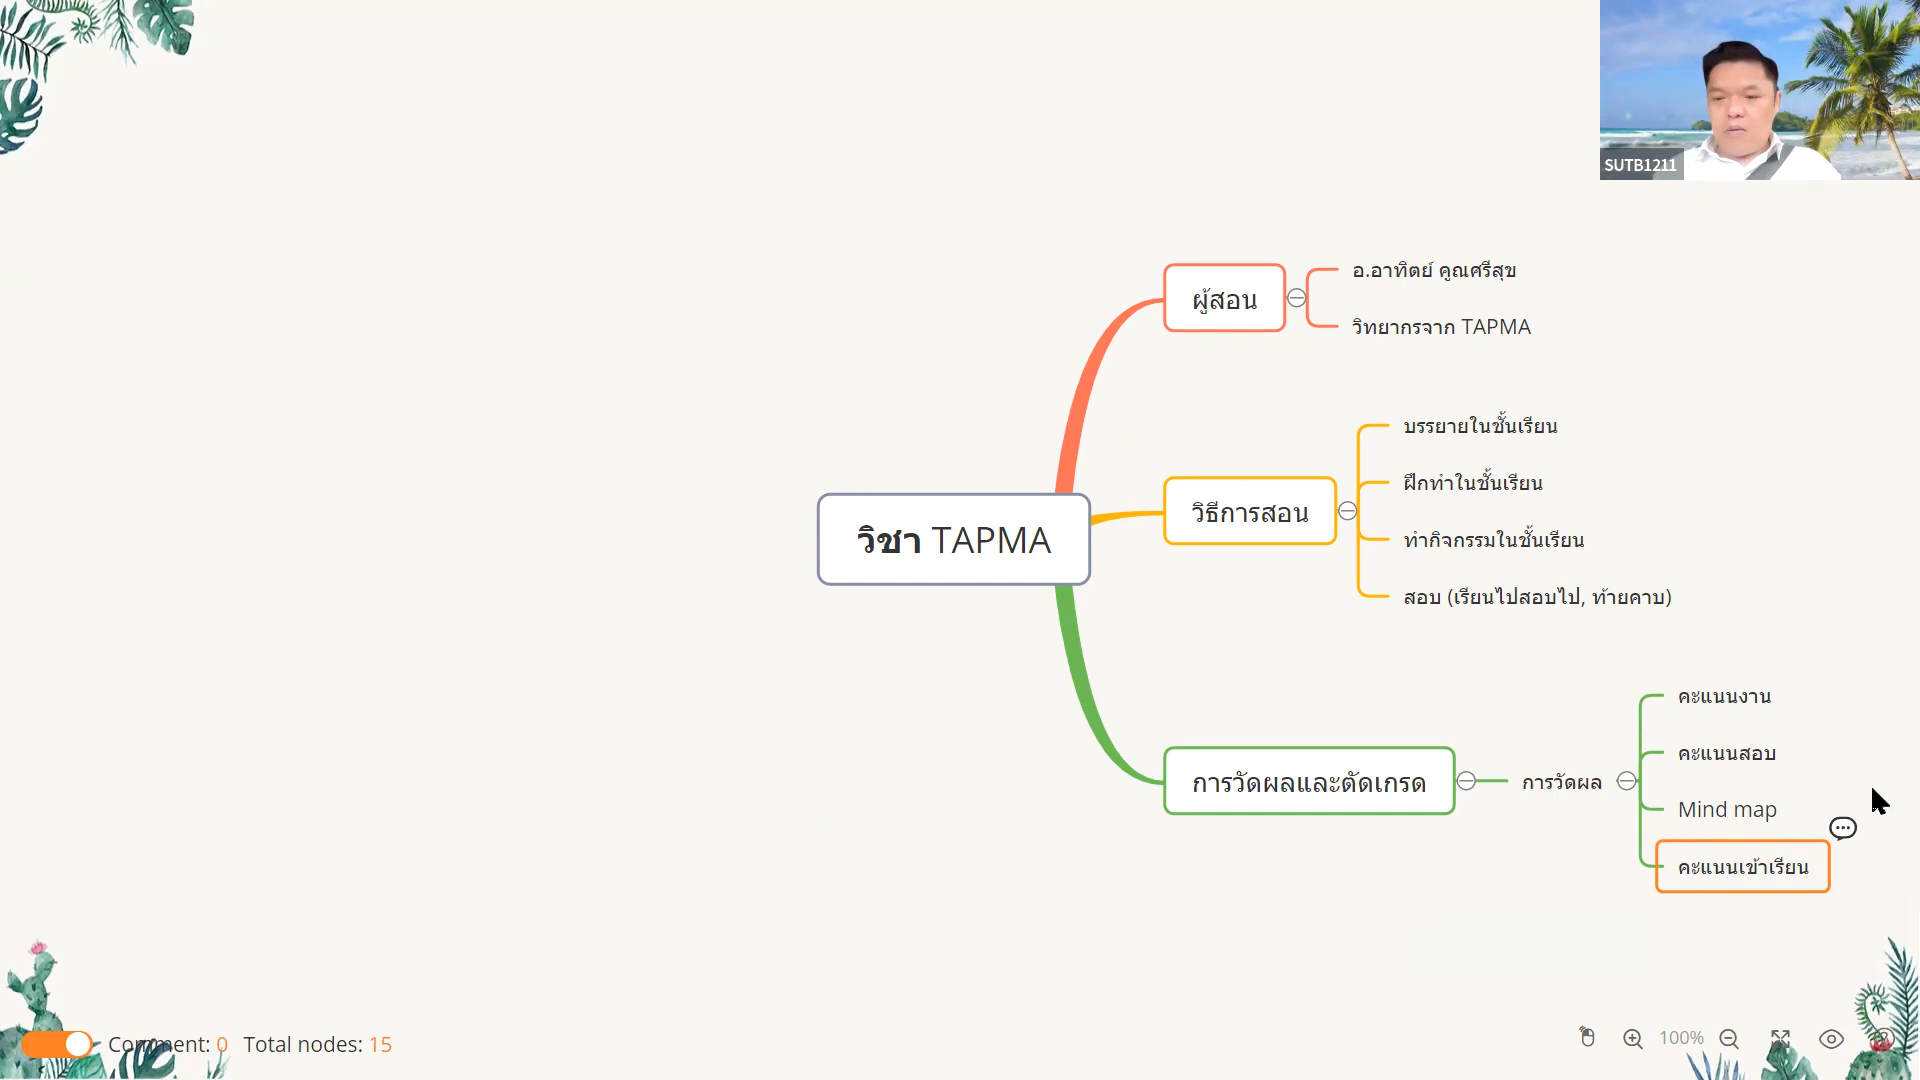 SUTB1211
วิชา TAPMA
ผู้สอน
อ.อาทิตย์ คูณศรีสุข
วิทยากรจาก TAPMA
วิธีการสอน
บรรยายในชั้นเรียน
ฝึกทำในชั้นเรียน
ทำกิจกรรมในชั้นเรียน
สอบ (เรียนไปสอบไป, ท้ายคาบ)
การวัดผลและตัดเกรด
การวัดผล
คะแนนงาน
คะแนนสอบ
Mind map
คะแนนเข้าเรียน
Comment: 0 Total nodes: 15
100%